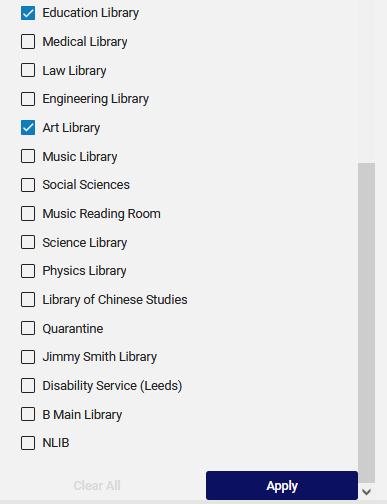 Education Library
Medical Library
Law Library
Engineering Library
Art Library
Music Library
Social Sciences
Music Reading Room
Science Library
Physics Library
Library of Chinese Studies
Quarantine
Jimmy Smith Library
Disability Service (Leeds)
B Main Library
NLIB
Clear All
Apply